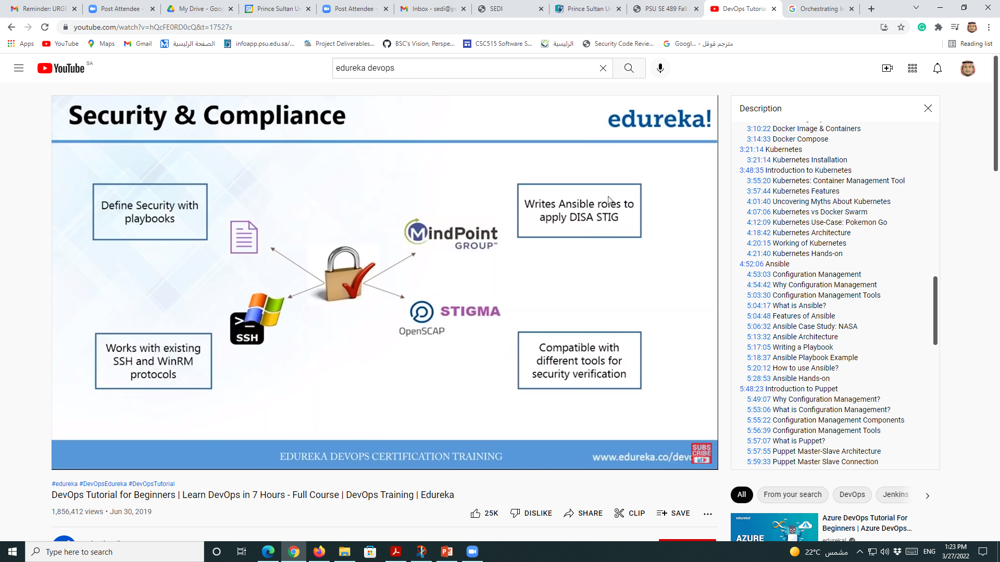 Reminder: URGE
Post Attendee -
My Drive - Goog
Prince Sultan Un
Post Attendee -
Inbox - sedi@ps
SEDI
Prince Sultan Un
PSU SE 489 Fall
DevOps Tutorial
Orchestrating In
youtube.com/watch?v=hQcFE0RD0cQ&t=17527s
Apps
YouTube
Maps
Gmail
الصفحة الرئيسية
infoapp.psu.edu.sa/...
Project Deliverables...
BSC's Vision, Perspe...
CSC515 Software S...
الرئيسية
Security Code Revie...
مترجم قوقل - Googl...
Reading list
YouTube SA
edureka devops
Security & Compliance
edureka!
Define Security with
playbooks
Writes Ansible roles to
apply DISA STIG
MindPoint
GROUP
SSH
STIGMA
OpenSCAP
Works with existing
SSH and WinRM
protocols
Compatible with
different tools for
security verification
EDUREKA DEVOPS CERTIFICATION TRAINING
www.edureka.co/devo
SUBS
CRIBE
Description
3:10:22 Docker Image & Containers
3:14:33 Docker Compose
3:21:14 Kubernetes
3:21:14 Kubernetes Installation
3:48:35 Introduction to Kubernetes
3:55:20 Kubernetes: Container Management Tool
3:57:44 Kubernetes Features
4:01:40 Uncovering Myths About Kubernetes
4:07:06 Kubernetes vs Docker Swarm
4:12:09 Kubernetes Use-Case: Pokemon Go
4:18:42 Kubernetes Architecture
4:20:15 Working of Kubernetes
4:21:40 Kubernetes Hands-on
4:52:06 Ansible
4:53:03 Configuration Management
4:54:42 Why Configuration Management
5:03:30 Configuration Management Tools
5:04:17 What is Ansible?
5:04:48 Features of Ansible
5:06:32 Ansible Case Study: NASA
5:13:32 Ansible Architecture
5:17:05 Writing a Playbook
5:18:37 Ansible Playbook Example
5:20:12 How to use Ansible?
5:28:53 Ansible Hands-on
5:48:23 Introduction to Puppet
5:49:07 Why Configuration Management?
5:53:06 What is Configuration Management?
5:55:22 Configuration Management Components
5:56:39 Configuration Management Tools
5:57:07 What is Puppet?
5:57:55 Puppet Master-Slave Architecture
5:59:33 Puppet Master Slave Connection
#edureka #DevOpsEdureka #DevOpsTutorial
DevOps Tutorial for Beginners | Learn DevOps in 7 Hours - Full Course | DevOps Training | Edureka
1,856,412 views • Jun 30, 2019
25K
DISLIKE
SHARE
CLIP
SAVE
All
From your search
DevOps
Jenkins
edureka!
AZURE
Azure DevOps Tutorial For
Beginners | Azure DevOps...
edureka!
Type here to search
22°C
مشمس
ENG
1:23 PM
3/27/2022